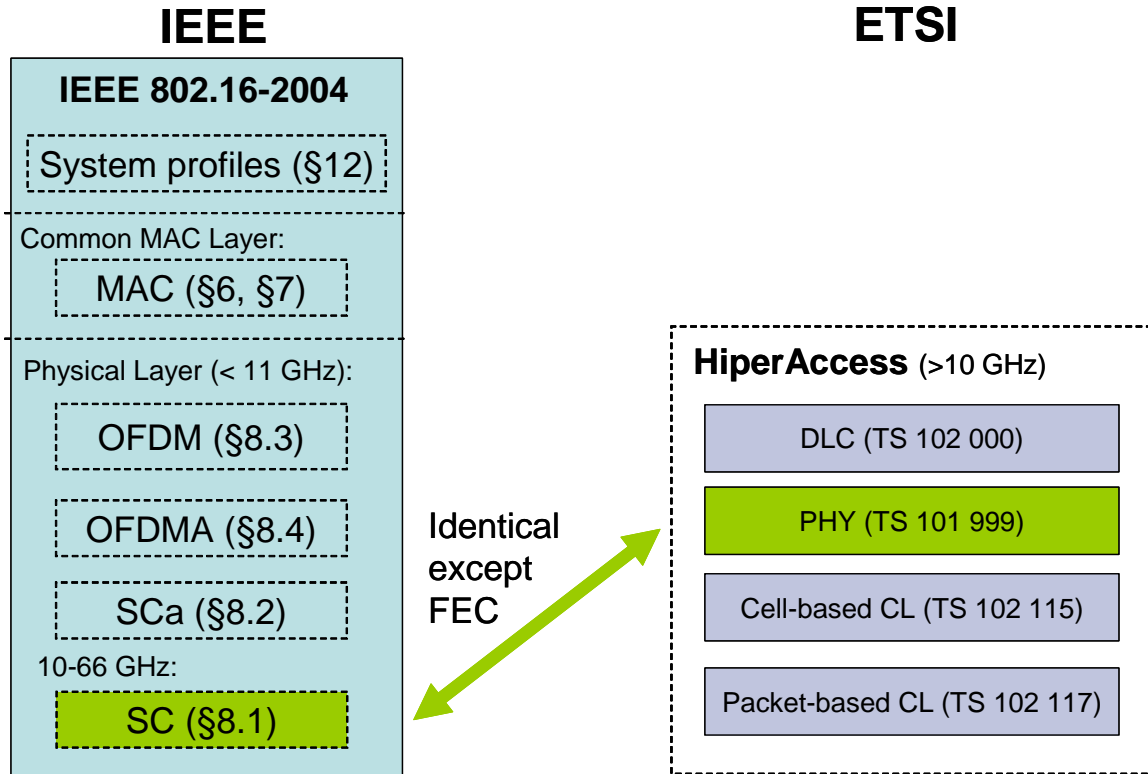 IEEE
IEEE 802.16-2004
System profiles (§12)
Common MAC Layer:
MAC (§6, §7)
Physical Layer (< 11 GHz):
OFDM (§8.3)
OFDMA (§8.4)
SCa (§8.2)
10-66 GHz:
SC (§8.1)
Identical
except
FEC
ETSI
HiperAccess (>10 GHz)
DLC (TS 102 000)
PHY (TS 101 999)
Cell-based CL (TS 102 115)
Packet-based CL (TS 102 117)